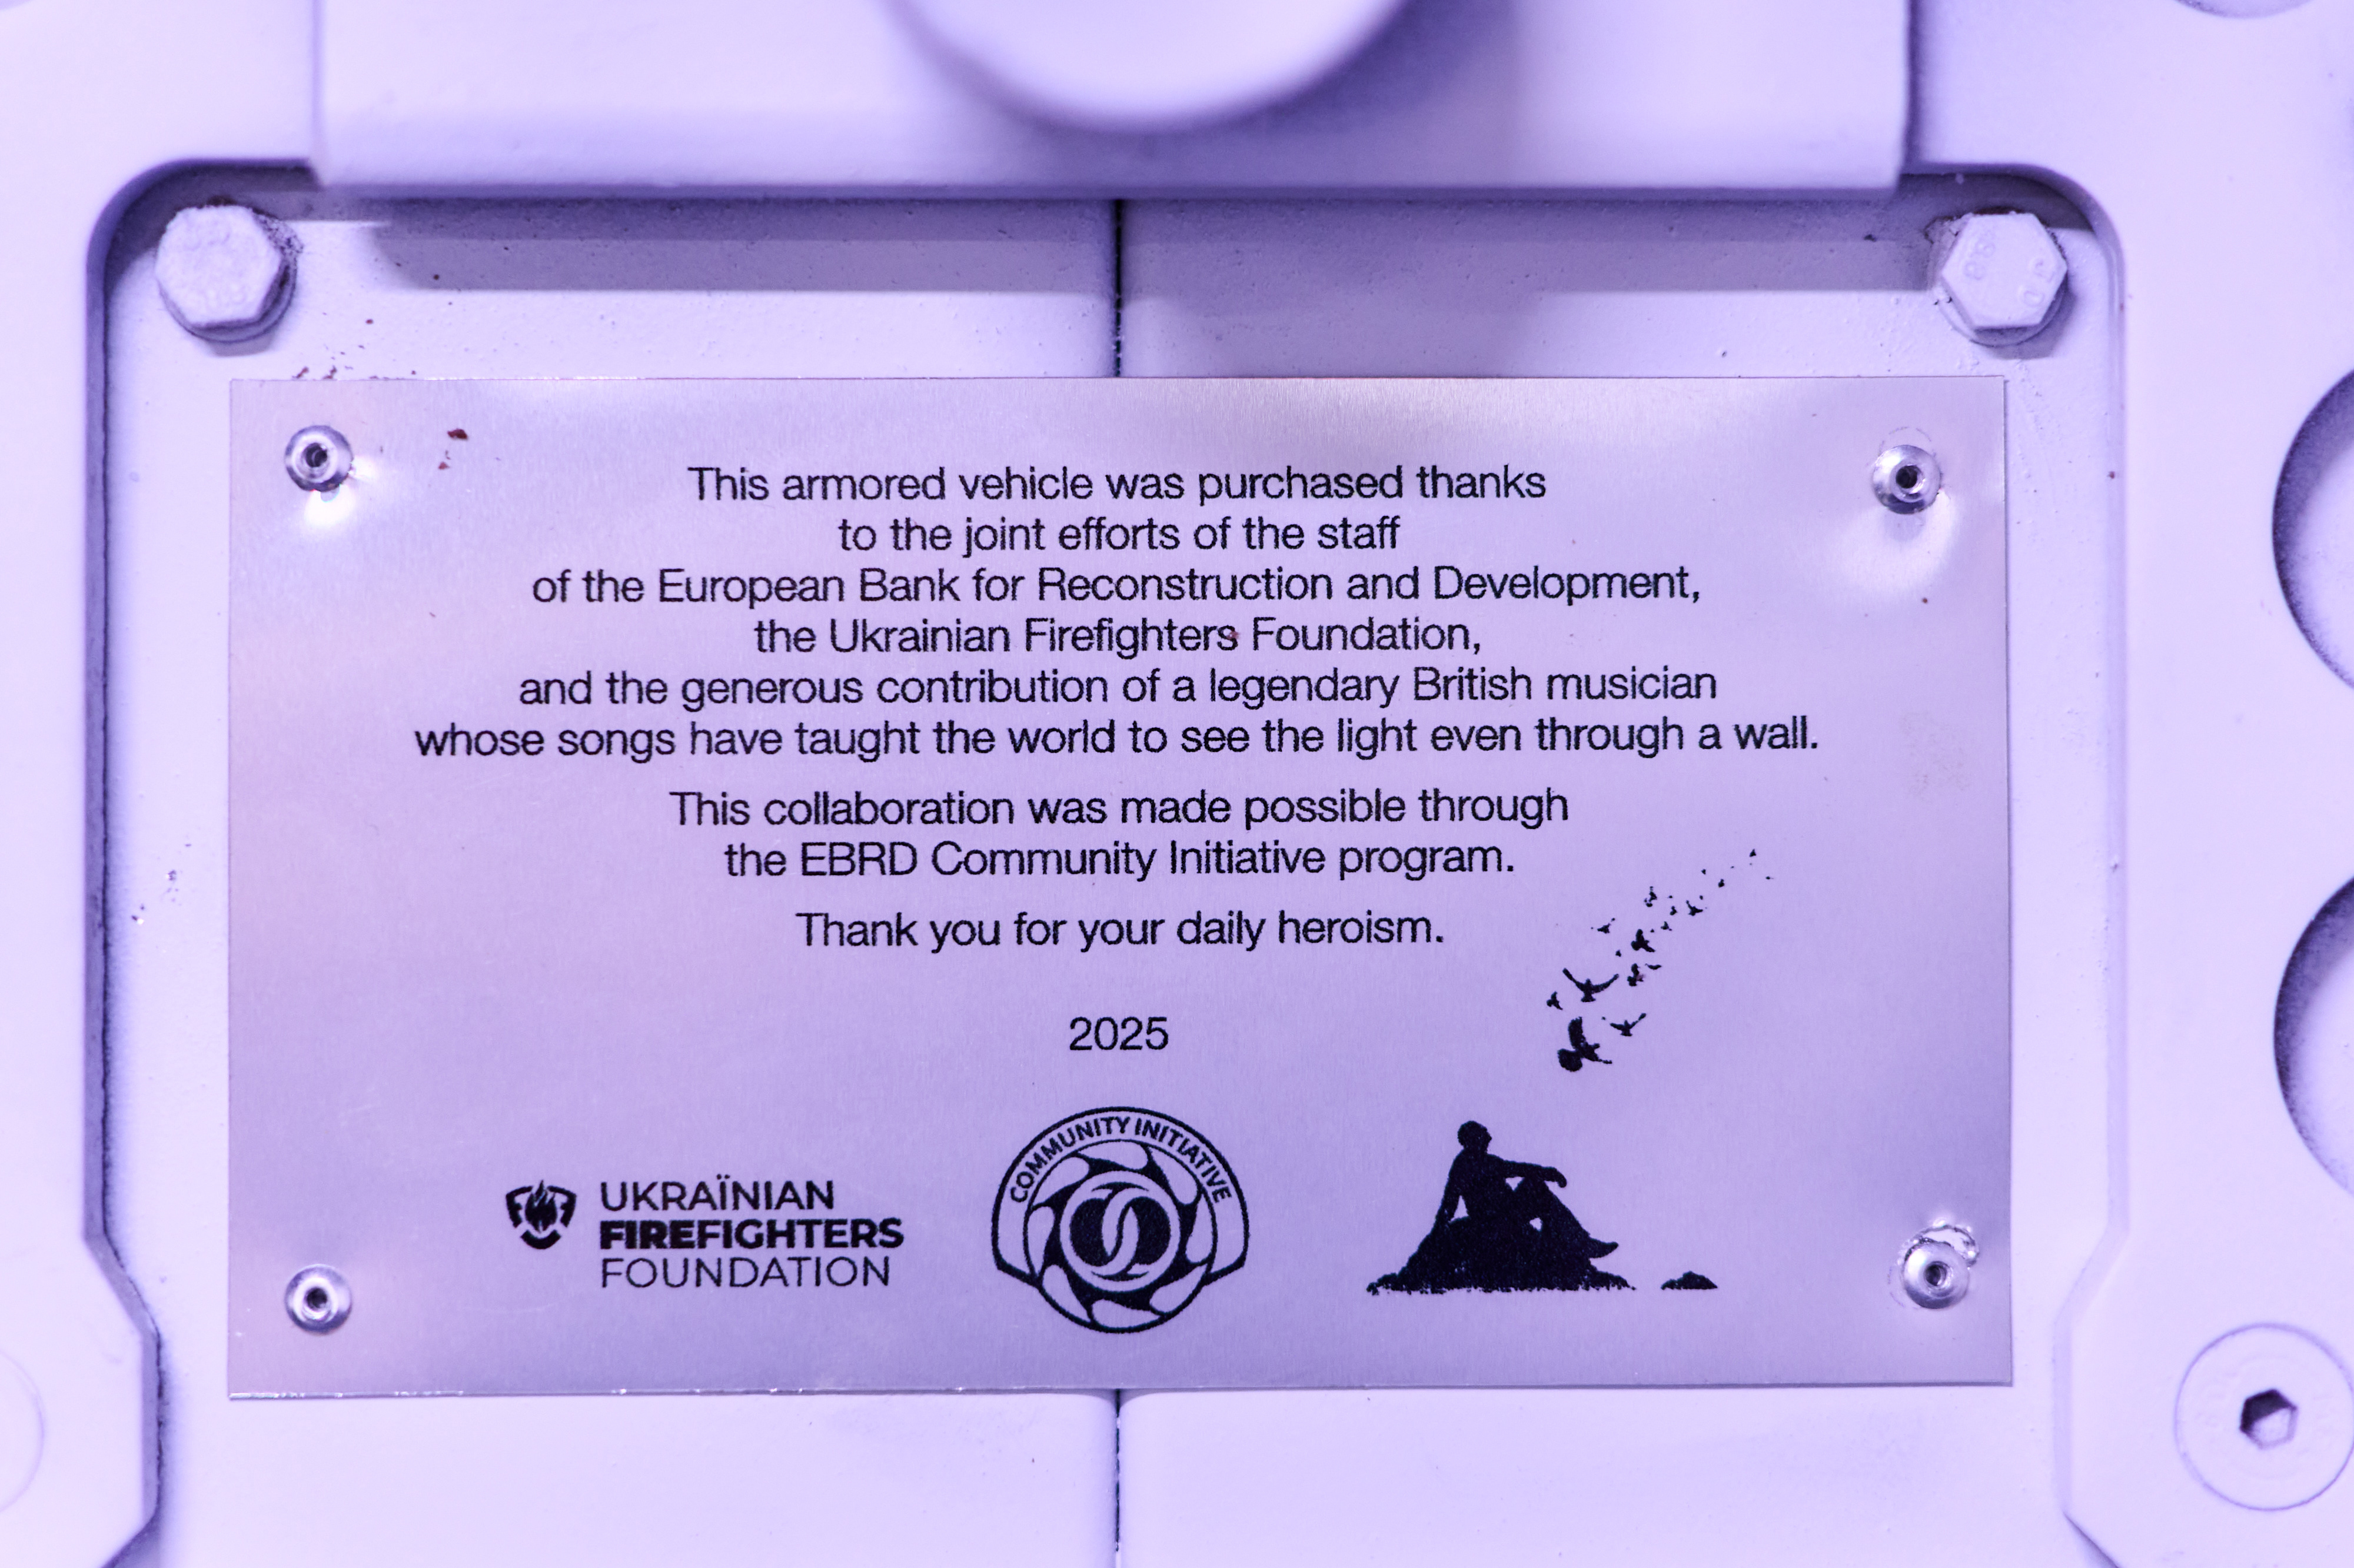 This armored vehicle was purchased thanks
to the joint efforts of the staff
of the European Bank for Reconstruction and Development,
the Ukrainian Firefighters Foundation,
and the generous contribution of a legendary British musician
whose songs have taught the world to see the light even through a wall.
This collaboration was made possible through
the EBRD Community Initiative program.
Thank you for your daily heroism.
2025
UKRAÏNIAN
FIREFIGHTERS
FOUNDATION
COMMUNITY INITIATIVE